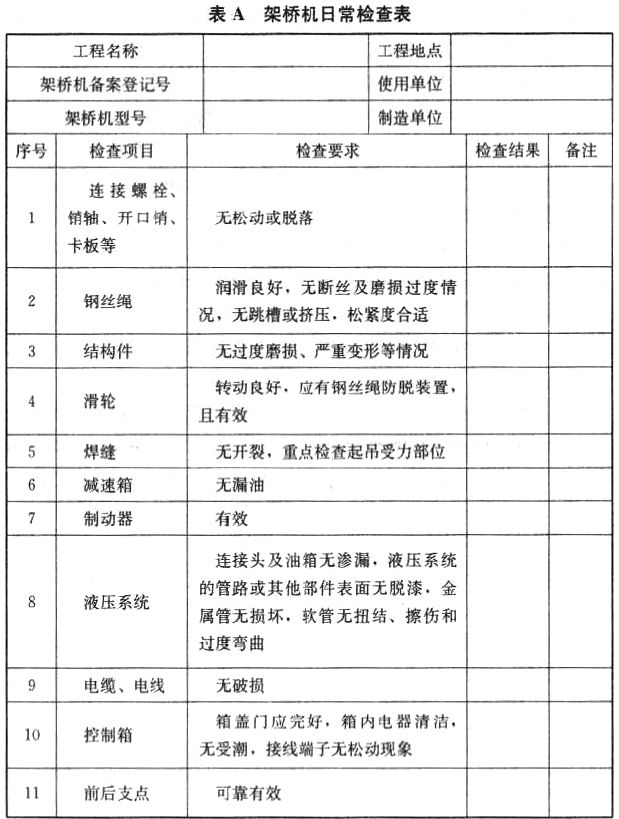 表 A 架桥机日常检查表
工程名称 工程地点
架桥机备案登记号 使用单位
架桥机型号 制造单位
序号 检查项目 检查要求 检查结果 备注
1 连接螺栓、销轴、开口销、卡板等 无松动或脱落
2 钢丝绳 润滑良好，无断丝及磨损过度情况，无跳槽或挤压，松紧度合适
3 结构件 无过度磨损、严重变形等情况
4 滑轮 转动良好，应有钢丝绳防脱装置，且有效
5 焊缝 无开裂，重点检查起吊受力部位
6 减速箱 无漏油
7 制动器 有效
8 液压系统 连接头及油箱无渗漏，液压系统的管路或其他部件表面无脱漆，金属管无损坏，软管无扭结、擦伤和过度弯曲
9 电缆、电线 无破损
10 控制箱 箱盖门应完好，箱内电器清洁，无受潮，接线端子无松动现象
11 前后支点 可靠有效